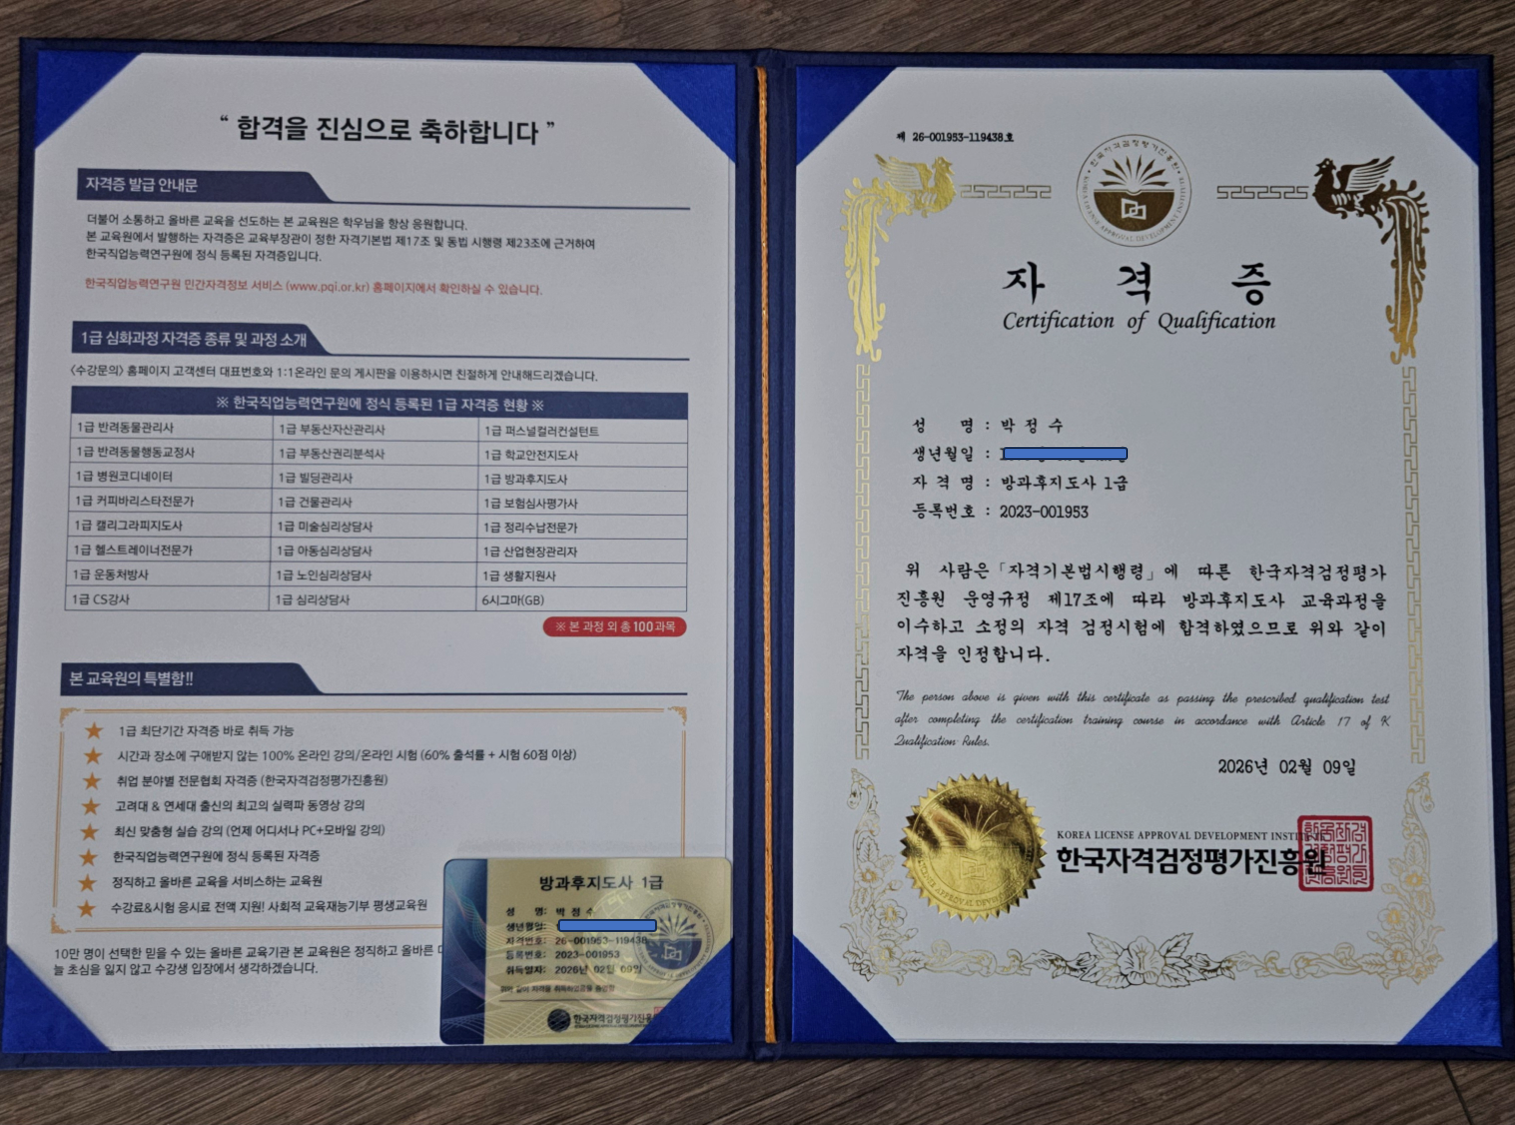 “ 합격을 진심으로 축하합니다 ”
자격증 발급 안내문
더불어 소통하고 올바른 교육을 선도하는 본 교육원은 학우님을 항상 응원합니다.
본 교육원에서 발행하는 자격증은 교육부장관이 정한 자격기본법 제17조 및 동법 시행령 제23조에 근거하여
한국직업능력연구원에 정식 등록된 자격증입니다.
한국직업능력연구원 민간자격정보 서비스 (www.pqi.or.kr) 홈페이지에서 확인하실 수 있습니다.
1급 심화과정 자격증 종류 및 과정 소개
<수강문의> 홈페이지 고객센터 대표번호와 1:1온라인 문의 게시판을 이용하시면 친절하게 안내해드리겠습니다.
※ 한국직업능력연구원에 정식 등록된 1급 자격증 현황 ※
1급 반려동물관리사 1급 부동산자산관리사 1급 퍼스널컬러컨설턴트
1급 반려동물행동교정사 1급 부동산권리분석사 1급 학교안전지도사
1급 병원코디네이터 1급 빌딩관리사 1급 방과후지도사
1급 커피바리스타전문가 1급 건물관리사 1급 보험심사평가사
1급 캘리그라피지도사 1급 미술심리상담사 1급 정리수납전문가
1급 헬스트레이너전문가 1급 아동심리상담사 1급 산업현장관리자
1급 운동처방사 1급 노인심리상담사 1급 생활지원사
1급 CS강사 1급 심리상담사 6시그마(GB)
※ 본 과정 외 총 100과목
본 교육원의 특별함!!
★ 1급 최단기간 자격증 바로 취득 가능
★ 시간과 장소에 구애받지 않는 100% 온라인 강의/온라인 시험 (60% 출석률 + 시험 60점 이상)
★ 취업 분야별 전문협회 자격증 (한국자격검정평가진흥원)
★ 고려대 & 연세대 출신의 최고의 실력파 동영상 강의
★ 최신 맞춤형 실습 강의 (언제 어디서나 PC+모바일 강의)
★ 한국직업능력연구원에 정식 등록된 자격증
★ 정직하고 올바른 교육을 서비스하는 교육원
★ 수강료&시험 응시료 전액 지원! 사회적 교육재능기부 평생교육원
10만 명이 선택한 믿을 수 있는 올바른 교육기관 본 교육원은 정직하고 올바른
늘 초심을 잃지 않고 수강생 입장에서 생각하겠습니다.
방과후지도사 1급
성 명: 박 정 수
생년월일:
자격번호: 26-001953-119438
등록번호: 2023-001953
취득일자: 2026년 02월 09일
한국자격검정평가진흥
제 26-001953-119438호
한국자격검정평가진흥원
KOREA LICENSE APPROVAL DEVELOPMENT INSTITUTE
자 격 증
Certification of Qualification
성 명 : 박 정 수
생년월일 :
자 격 명 : 방과후지도사 1급
등록번호 : 2023-001953
위 사람은「자격기본법시행령」에 따른 한국자격검정평가
진흥원 운영규정 제17조에 따라 방과후지도사 교육과정을
이수하고 소정의 자격 검정시험에 합격하였으므로 위와 같이
자격을 인정합니다.
The person above is given with this certificate as passing the prescribed qualification test
after completing the certification training course in accordance with Article 17 of K
Qualification Rules.
2026년 02월 09일
KOREA LICENSE APPROVAL DEVELOPMENT INSTITUTE
한국자격검정평가진흥원